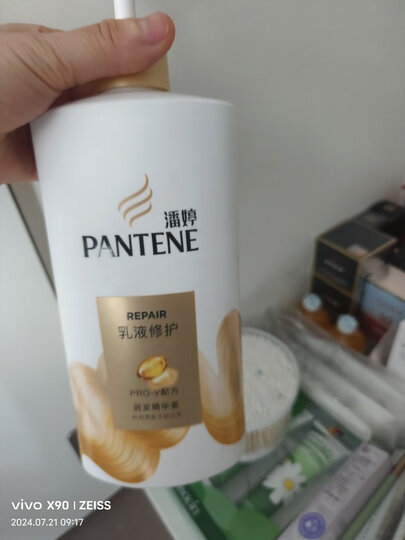 潘婷
PANTENE
REPAIR
乳液修护
PRO-V配方
润发精华素
vivo X90 | ZEISS
2024.07.21 09:17